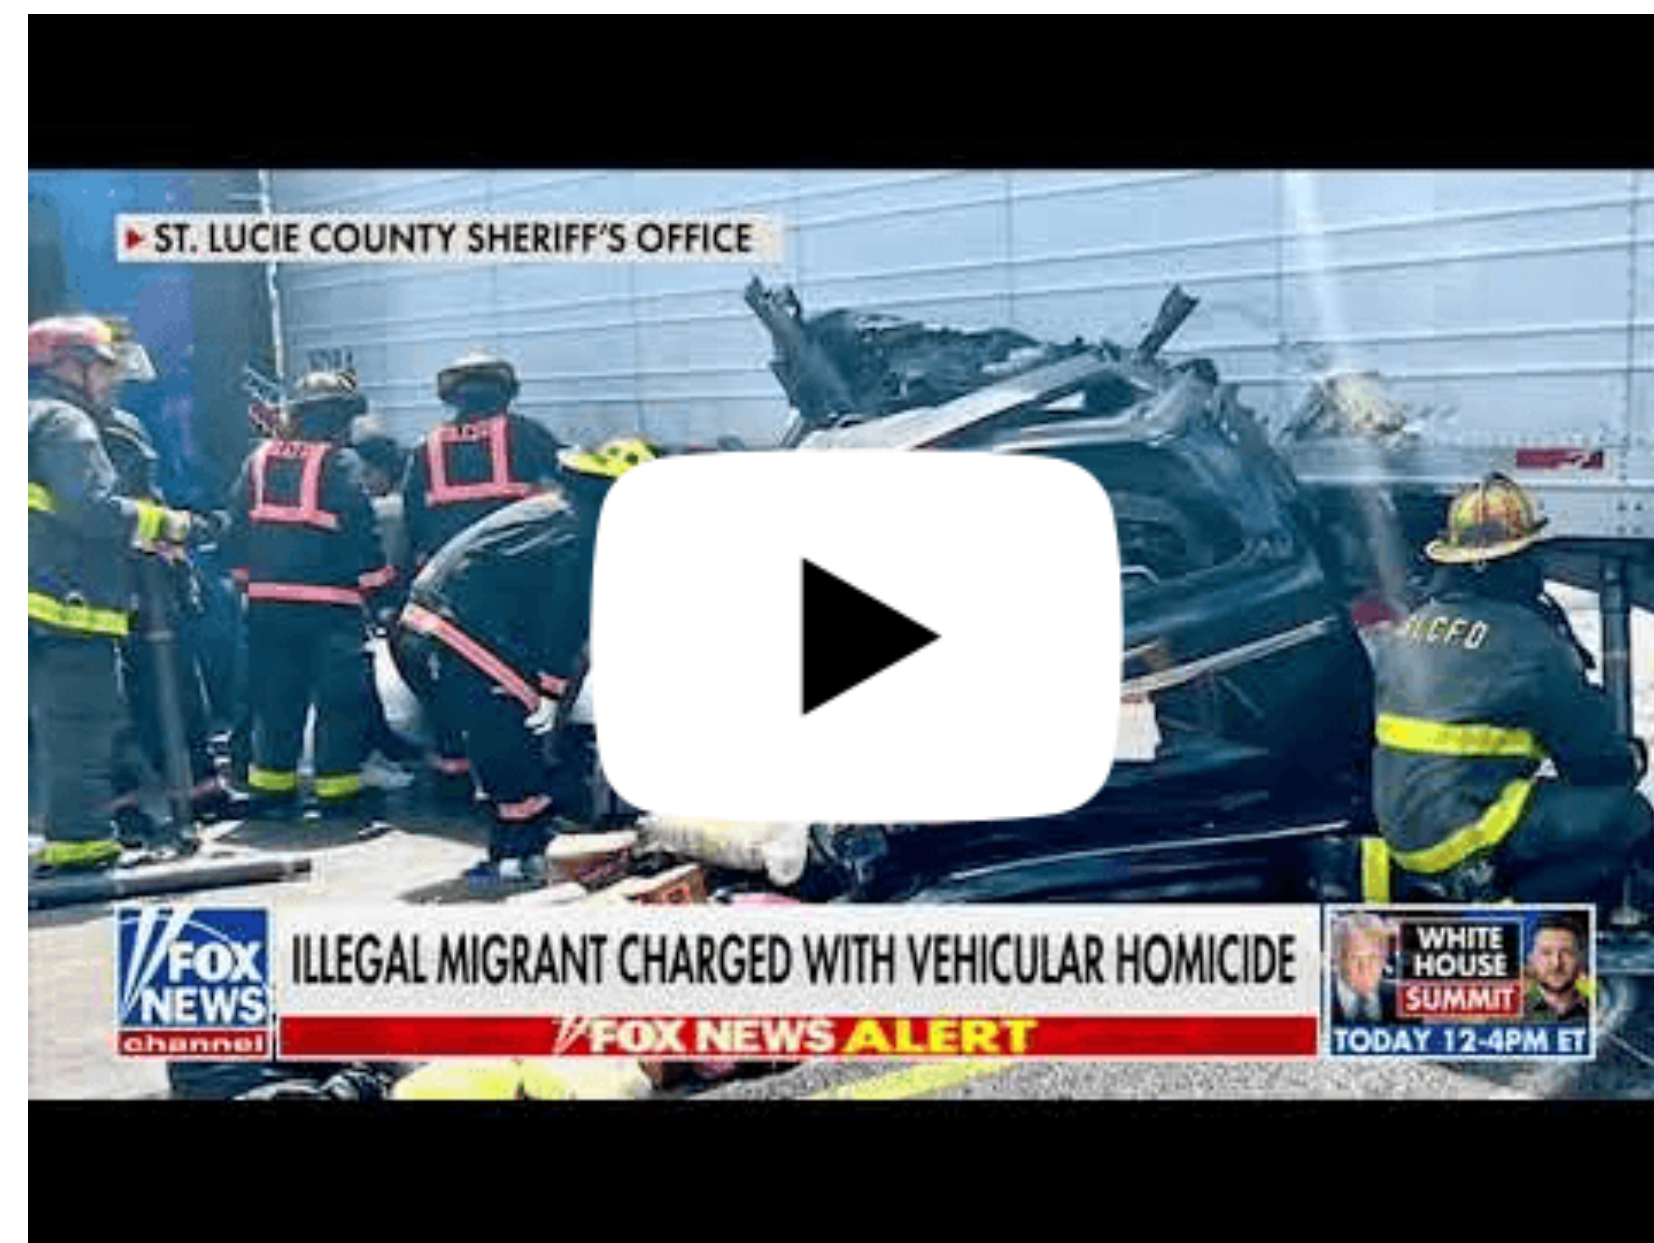 ST. LUCIE COUNTY SHERIFF'S OFFICE
SLCFD
FOX
NEWS
channel
ILLEGAL MIGRANT CHARGED WITH VEHICULAR HOMICIDE
FOX NEWS ALERT
WHITE
HOUSE
SUMMIT
TODAY 12-4PM ET